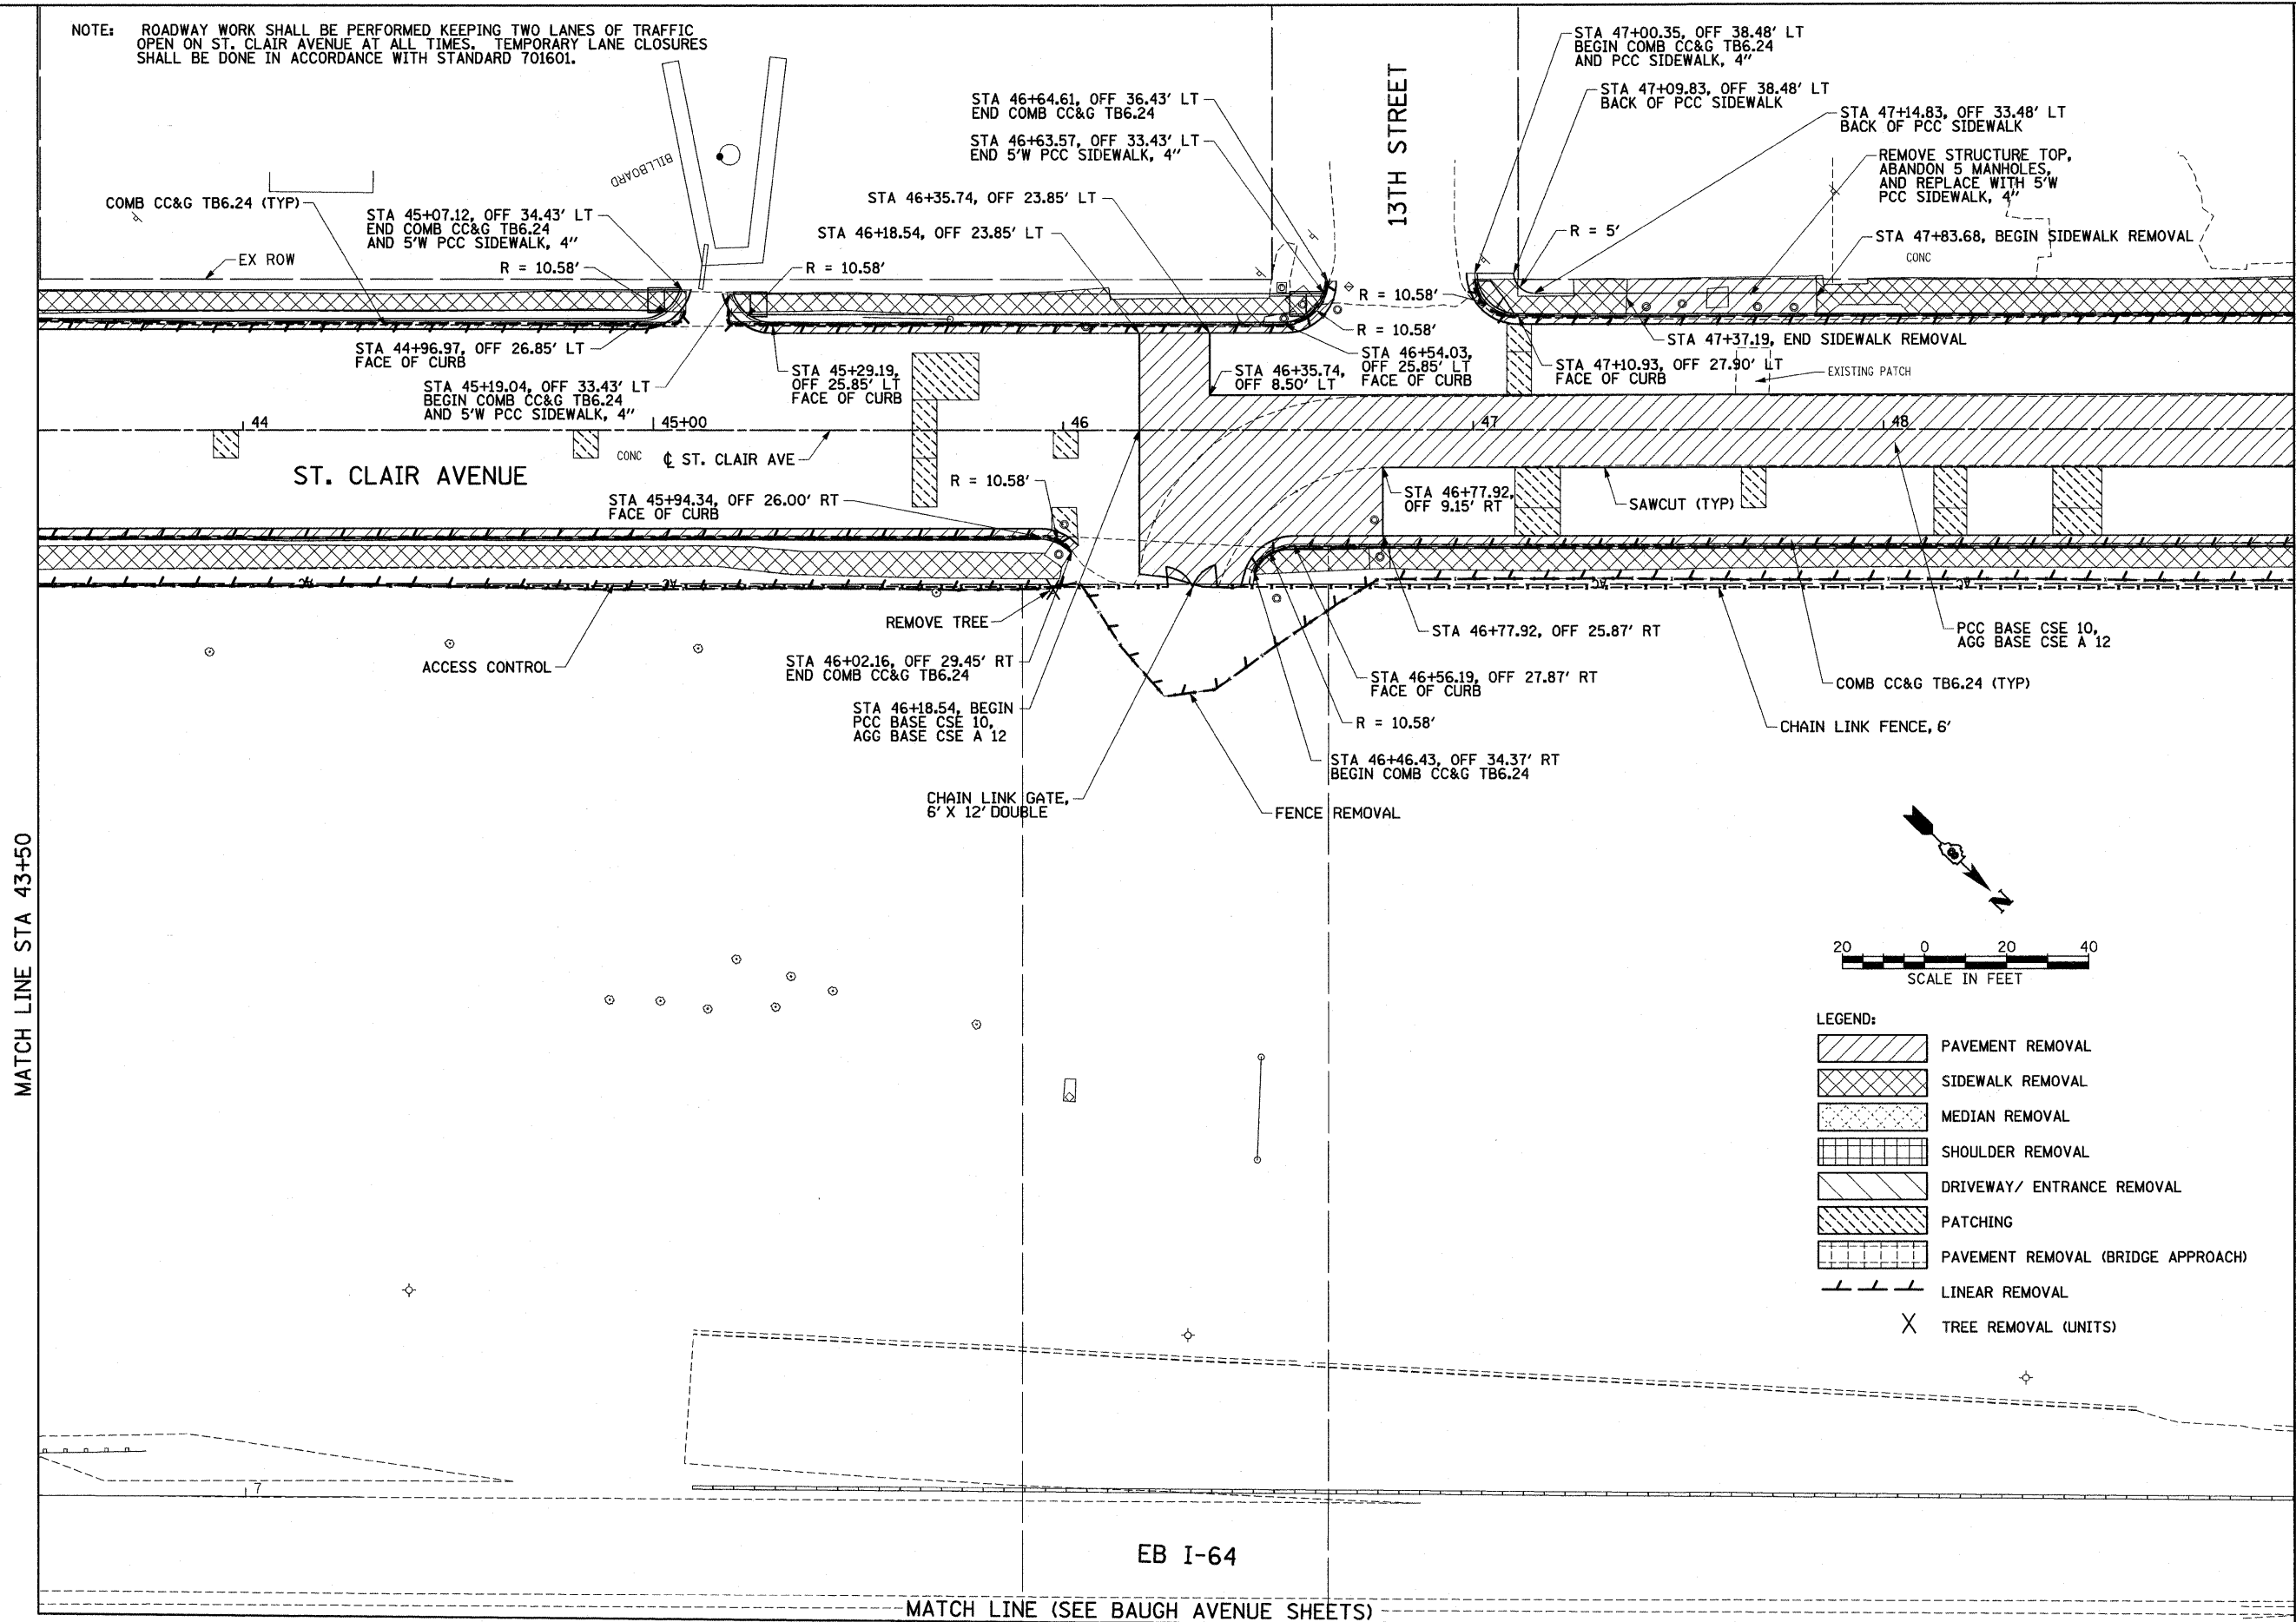 NOTE: ROADWAY WORK SHALL BE PERFORMED KEEPING TWO LANES OF TRAFFIC
OPEN ON ST. CLAIR AVENUE AT ALL TIMES. TEMPORARY LANE CLOSURES
SHALL BE DONE IN ACCORDANCE WITH STANDARD 701601.
BILLBOARD
COMB CC&G TB6.24 (TYP)
EX ROW
STA 45+07.12, OFF 34.43' LT
END COMB CC&G TB6.24
AND 5'W PCC SIDEWALK, 4"
R = 10.58'
R = 10.58'
STA 46+64.61, OFF 36.43' LT
END COMB CC&G TB6.24
STA 46+63.57, OFF 33.43' LT
END 5'W PCC SIDEWALK, 4"
STA 46+35.74, OFF 23.85' LT
STA 46+18.54, OFF 23.85' LT
13TH STREET
STA 47+00.35, OFF 38.48' LT
BEGIN COMB CC&G TB6.24
AND PCC SIDEWALK, 4"
STA 47+09.83, OFF 38.48' LT
BACK OF PCC SIDEWALK
STA 47+14.83, OFF 33.48' LT
BACK OF PCC SIDEWALK
REMOVE STRUCTURE TOP,
ABANDON 5 MANHOLES,
AND REPLACE WITH 5'W
PCC SIDEWALK, 4"
R = 5'
STA 47+83.68, BEGIN SIDEWALK REMOVAL
CONC
R = 10.58'
R = 10.58'
STA 44+96.97, OFF 26.85' LT
FACE OF CURB
STA 45+19.04, OFF 33.43' LT
BEGIN COMB CC&G TB6.24
AND 5'W PCC SIDEWALK, 4"
STA 45+29.19,
OFF 25.85' LT
FACE OF CURB
STA 46+35.74,
OFF 8.50' LT
STA 46+54.03,
OFF 25.85' LT
FACE OF CURB
STA 47+10.93, OFF 27.90' LT
FACE OF CURB
STA 47+37.19, END SIDEWALK REMOVAL
EXISTING PATCH
44
45+00
46
47
48
CONC
℄ ST. CLAIR AVE
ST. CLAIR AVENUE
R = 10.58'
STA 45+94.34, OFF 26.00' RT
FACE OF CURB
STA 46+77.92,
OFF 9.15' RT
SAWCUT (TYP)
AC
AC
AC
AC
REMOVE TREE
ACCESS CONTROL
STA 46+02.16, OFF 29.45' RT
END COMB CC&G TB6.24
STA 46+18.54, BEGIN
PCC BASE CSE 10,
AGG BASE CSE A 12
STA 46+77.92, OFF 25.87' RT
STA 46+56.19, OFF 27.87' RT
FACE OF CURB
R = 10.58'
STA 46+46.43, OFF 34.37' RT
BEGIN COMB CC&G TB6.24
PCC BASE CSE 10,
AGG BASE CSE A 12
COMB CC&G TB6.24 (TYP)
CHAIN LINK FENCE, 6'
CHAIN LINK GATE,
6' X 12' DOUBLE
FENCE REMOVAL
MATCH LINE STA 43+50
N
20 0 20 40
SCALE IN FEET
LEGEND:
PAVEMENT REMOVAL
SIDEWALK REMOVAL
MEDIAN REMOVAL
SHOULDER REMOVAL
DRIVEWAY/ ENTRANCE REMOVAL
PATCHING
PAVEMENT REMOVAL (BRIDGE APPROACH)
LINEAR REMOVAL
TREE REMOVAL (UNITS)
7
EB I-64
MATCH LINE (SEE BAUGH AVENUE SHEETS)